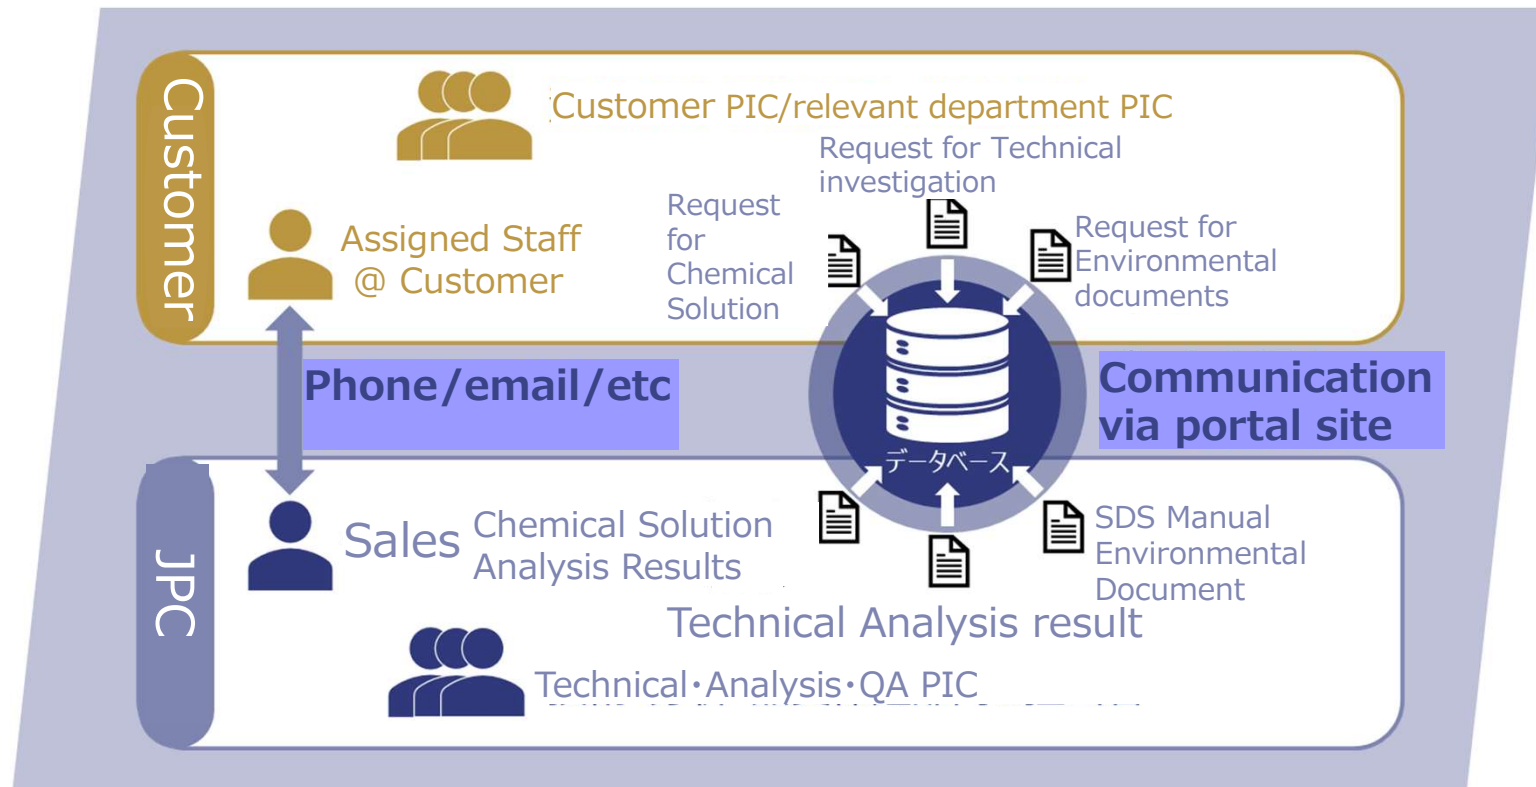 Customer
Customer PIC/relevant department PIC
Request for Technical
investigation
Request
for
Chemical
Solution
Request for
Environmental
documents
Assigned Staff
@ Customer
Phone/email/etc
Communication
via portal site
データベース
JPC
Sales
Chemical Solution
Analysis Results
SDS Manual
Environmental
Document
Technical Analysis result
Technical・Analysis・QA PIC